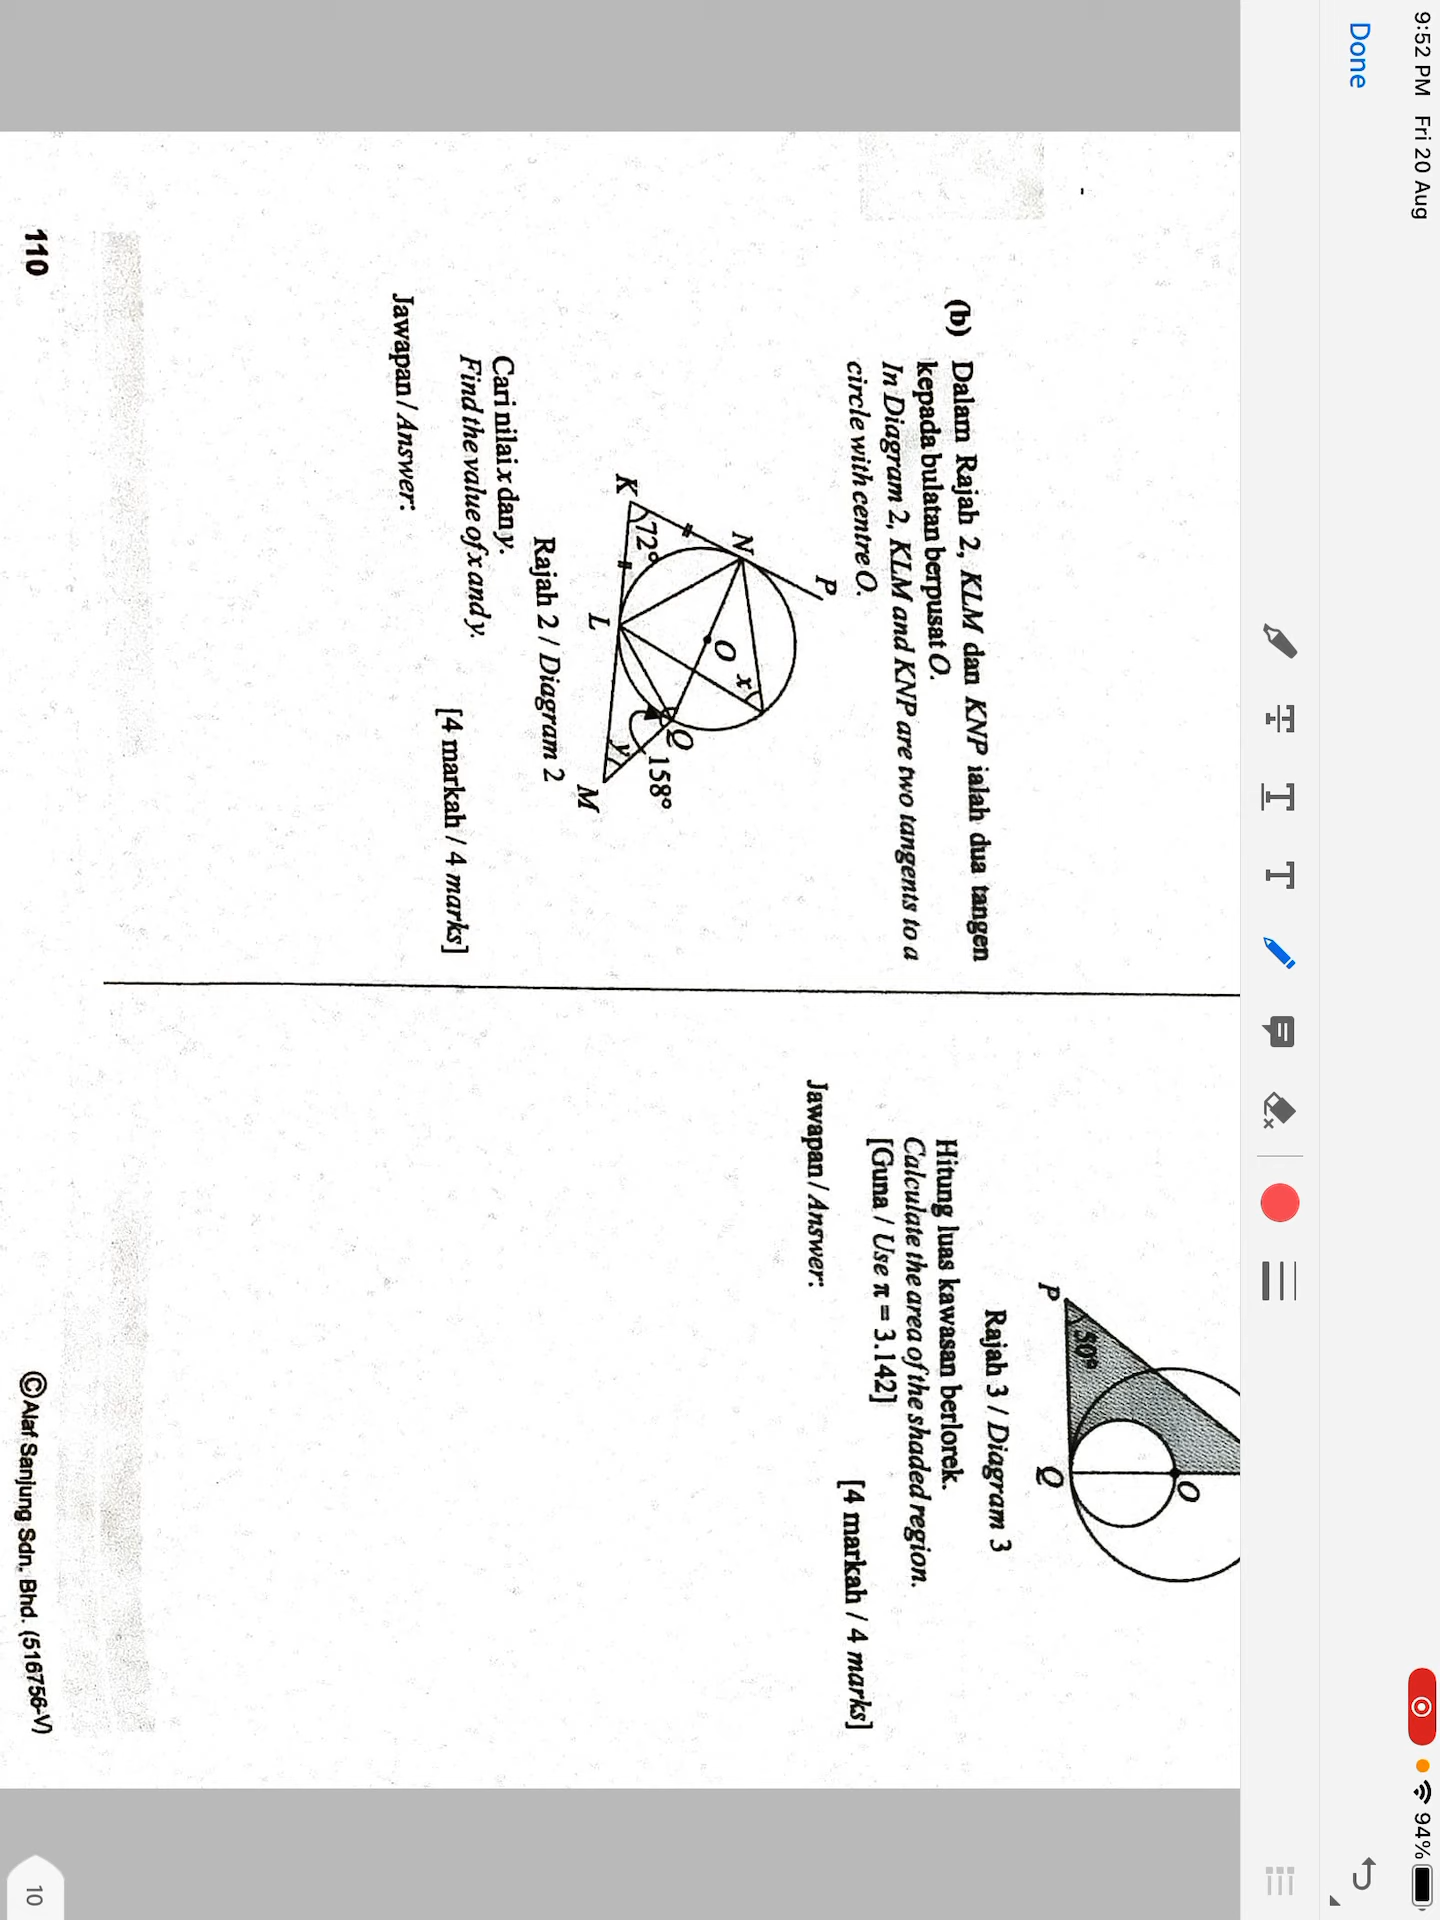 9:52 PM Fri 20 Aug
94%
Done
(b) Dalam Rajah 2, KLM dan KNP ialah dua tangen
kepada bulatan berpusat O.
In Diagram 2, KLM and KNP are two tangents to a
circle with centre O.
P
N
O
x
Q
158°
K
72°
L
y
M
Rajah 2 / Diagram 2
Cari nilai x dan y.
Find the value of x and y.
[4 markah / 4 marks]
Jawapan / Answer:
O
P
50°
Q
Rajah 3 / Diagram 3
Hitung luas kawasan berlorek.
Calculate the area of the shaded region.
[Guna / Use π = 3.142]
[4 markah / 4 marks]
Jawapan / Answer:
110
©Alaf Sanjung Sdn. Bhd. (516756-V)
10